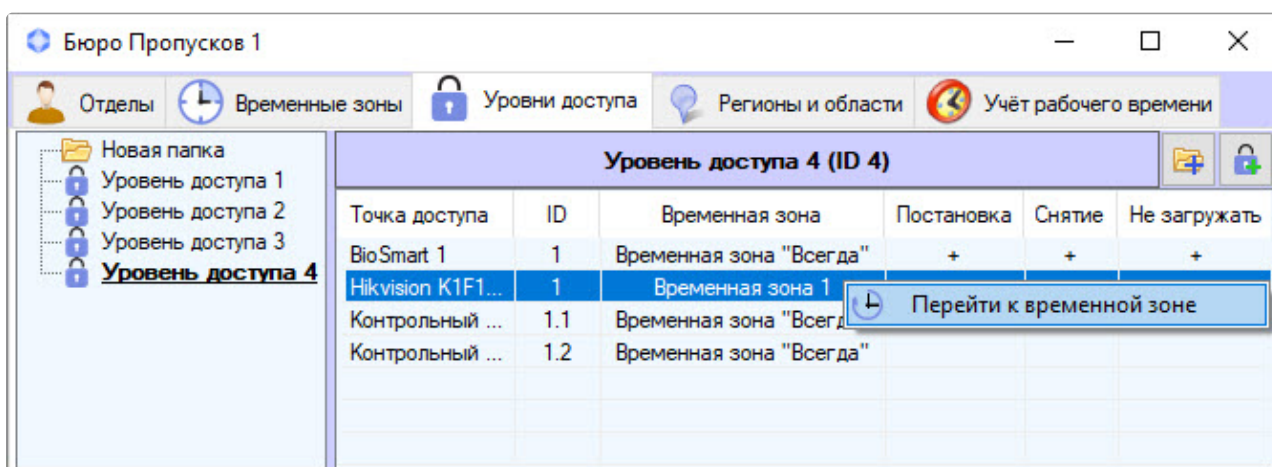 Бюро Пропусков 1
Отделы Временные зоны Уровни доступа Регионы и области Учёт рабочего времени
Новая папка
Уровень доступа 1
Уровень доступа 2
Уровень доступа 3
Уровень доступа 4
Уровень доступа 4 (ID 4)
Точка доступа ID Временная зона Постановка Снятие Не загружать
BioSmart 1 1 Временная зона "Всегда" + + +
Hikvision K1F1... 1 Временная зона 1
Перейти к временной зоне
Контрольный ... 1.1 Временная зона
Контрольный ... 1.2 Временная зона "Всегда"